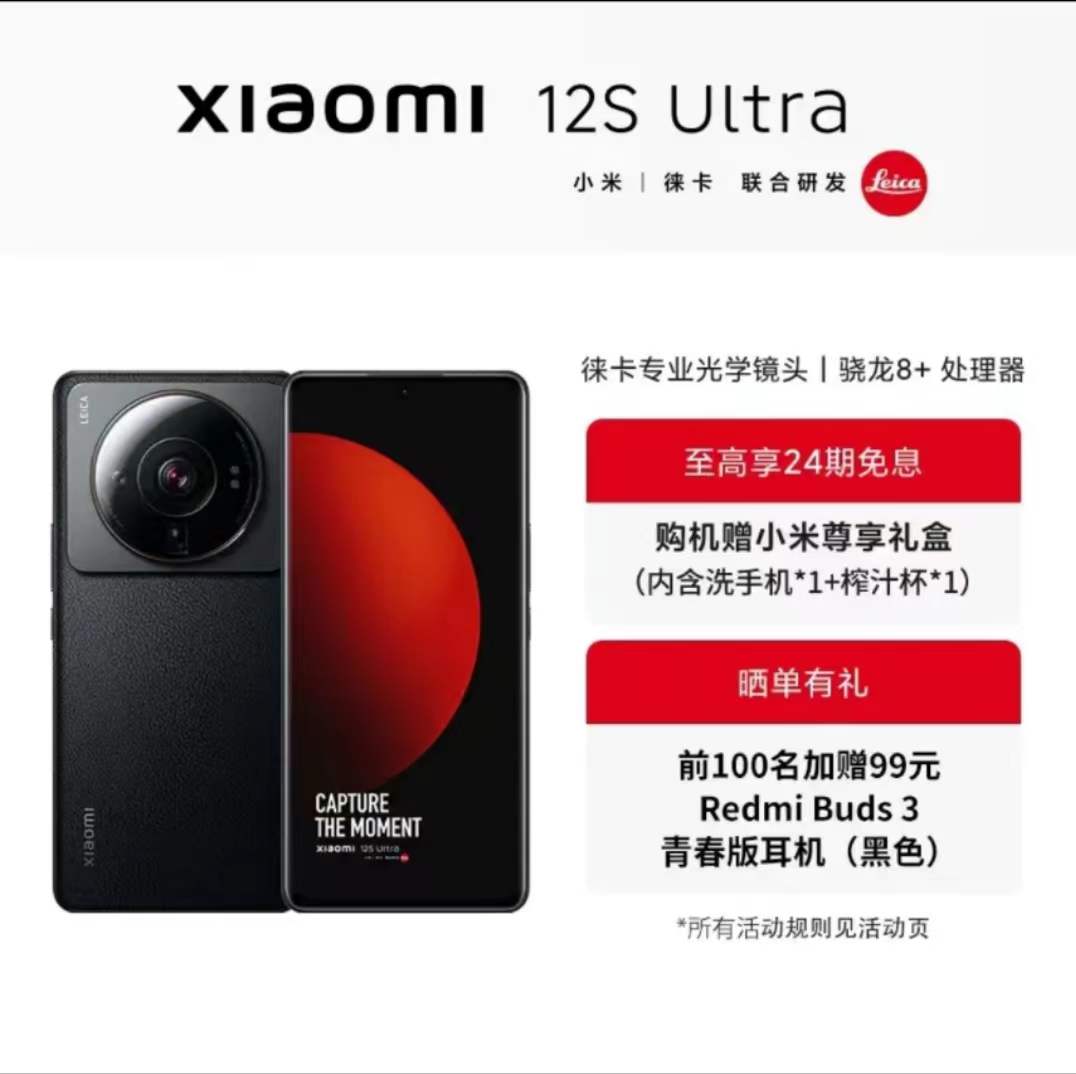 xiaomi 12S Ultra
小米 | 徕卡 联合研发 Leica
徕卡专业光学镜头 | 骁龙8+ 处理器
至高享24期免息
购机赠小米尊享礼盒
（内含洗手机*1+榨汁杯*1）
晒单有礼
前100名加赠99元
Redmi Buds 3
青春版耳机（黑色）
*所有活动规则见活动页
LEICA
xiaomi
CAPTURE
THE MOMENT
xiaomi 12S Ultra